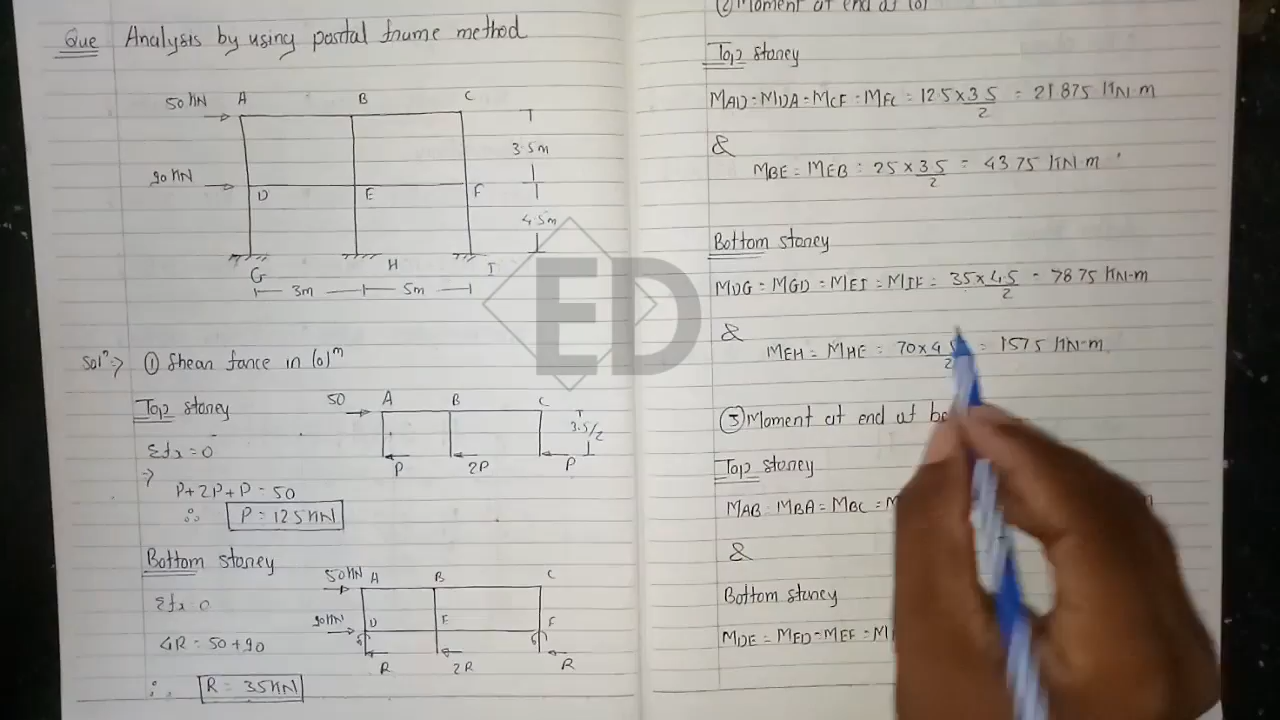 Que Analysis by using portal frame method
50 KN A B C
3.5m
90 KN D E F
4.5m
G H I
3m 5m
ED
Solⁿ ⇒ ① Shear force in colᵐ
Top storey
50 A B C
3.5/2
P 2P P
Σfx = 0
⇒ P+2P+P = 50
∴ P = 12.5 KN
Bottom storey
50 KN A B C
Σfx = 0
90 KN D E F
4R = 50+90
R 2R R
∴ R = 35 KN
② Moment at end of col
Top storey
MAD = MDA = MCF = MFC = 12.5 × 3.5/2 = 21.875 KN·m
&
MBE = MEB = 25 × 3.5/2 = 43.75 KN·m
Bottom storey
MDG = MGD = MFI = MIF = 35 × 4.5/2 = 78.75 KN·m
&
MEH = MHE = 70 × 4 2 = 157.5 KN·m
③ Moment at end of
Top storey
MAB = MBA = MBC =
&
Bottom storey
MDE = MED = MEF =